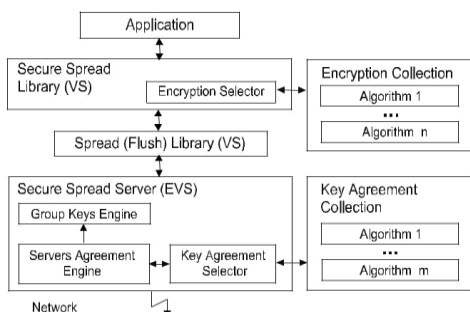 Application
Secure Spread
Library (VS)
Encryption Selector
Encryption Collection
Algorithm 1
...
Algorithm n
Spread (Flush) Library (VS)
Secure Spread Server (EVS)
Group Keys Engine
Servers Agreement
Engine
Key Agreement
Selector
Key Agreement
Collection
Algorithm 1
...
Algorithm m
Network